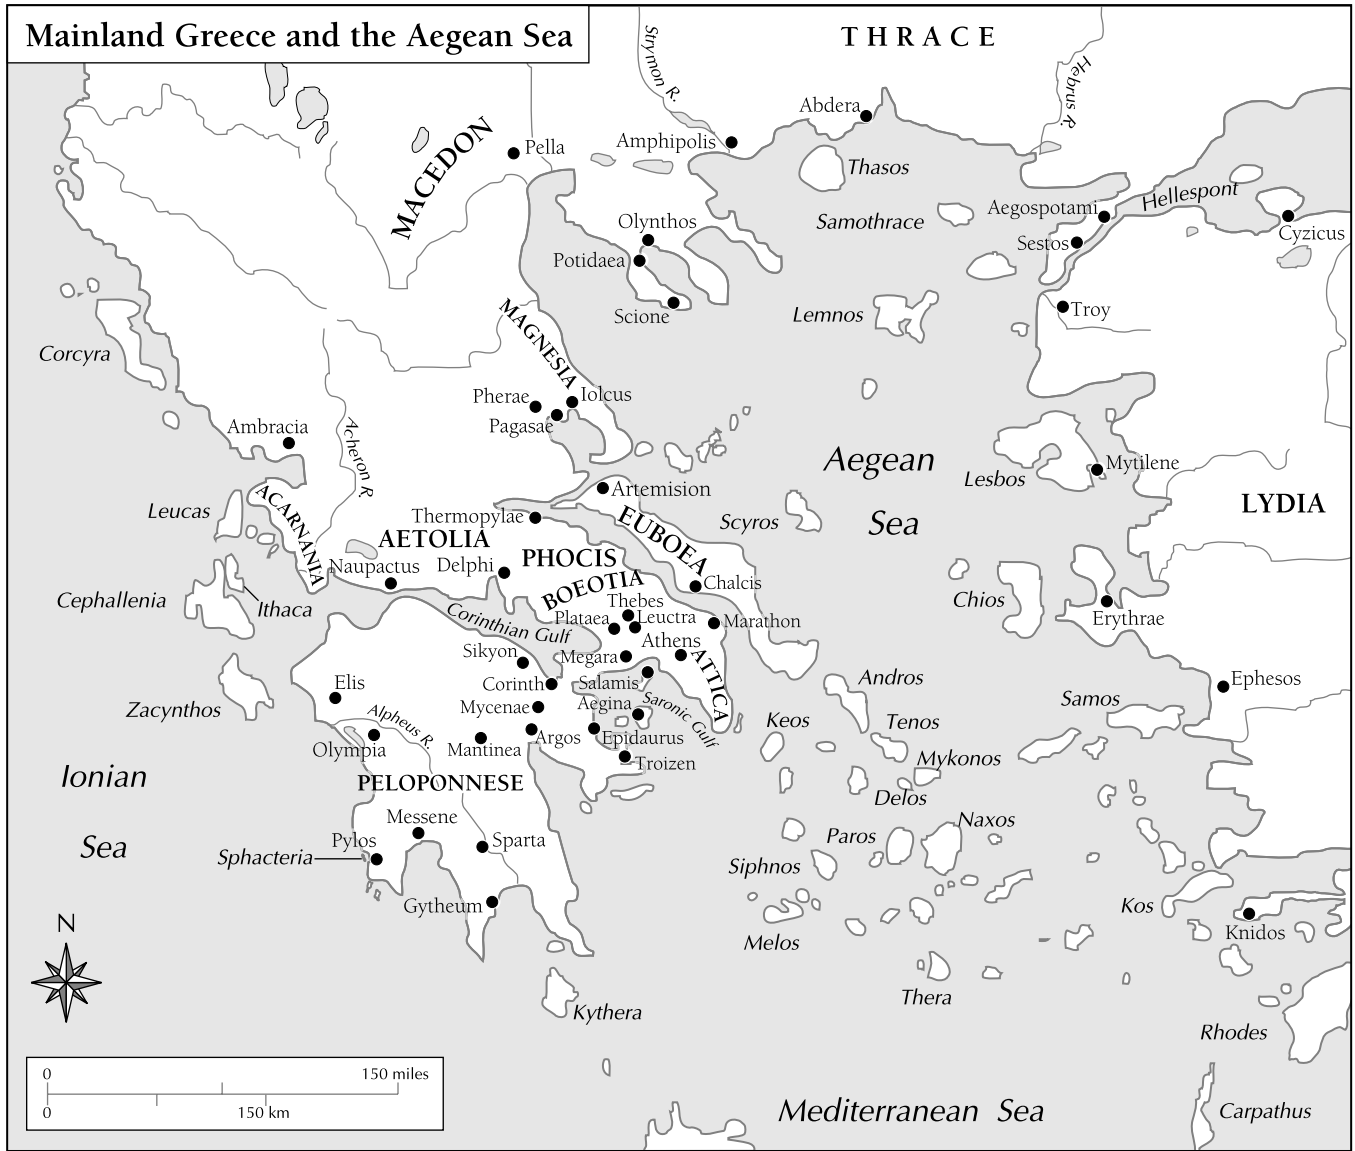 Mainland Greece and the Aegean Sea
THRACE
Strymon R.
Hebrus R.
Abdera
Amphipolis
Pella
MACEDON
Thasos
Hellespont
Samothrace
Aegospotami
Cyzicus
Olynthos
Sestos
Potidaea
Scione
Lemnos
Troy
MAGNESIA
Corcyra
Pherae
Iolcus
Pagasae
Ambracia
Acheron R.
Aegean
Sea
Lesbos
Mytilene
LYDIA
Leucas
ACARNANIA
Artemision
Thermopylae
EUBOEA
Scyros
AETOLIA
PHOCIS
Naupactus
Delphi
BOEOTIA
Chalcis
Cephallenia
Ithaca
Chios
Erythrae
Corinthian Gulf
Thebes
Plataea
Leuctra
Marathon
Athens
ATTICA
Sikyon
Megara
Salamis
Corinth
Saronic Gulf
Elis
Zacynthos
Aegina
Mycenae
Andros
Samos
Ephesos
Alpheus R.
Keos
Tenos
Olympia
Mantinea
Argos
Epidaurus
Troizen
Mykonos
Ionian
Sea
PELOPONNESE
Delos
Messene
Naxos
Pylos
Sparta
Paros
Sphacteria
Siphnos
Gytheum
Kos
Knidos
Melos
N
Thera
Kythera
Rhodes
0
150 miles
0
150 km
Mediterranean Sea
Carpathus